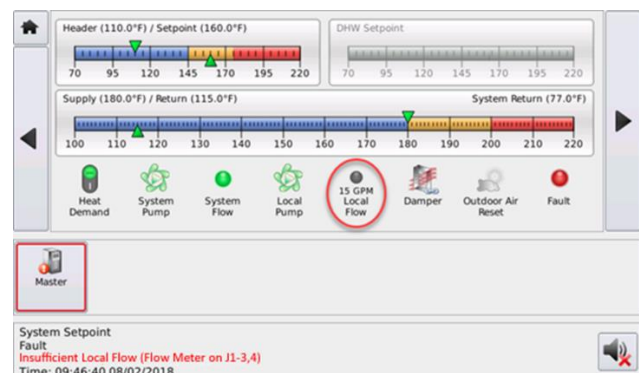 Header (110.0°F) / Setpoint (160.0°F)
DHW Setpoint
70 95 120 145 170 195 220
70 95 120 145 170 195 220
Supply (180.0°F) / Return (115.0°F)
System Return (77.0°F)
100 110 120 130 140 150 160 170 180 190 200 210 220
Heat Demand
System Pump
System Flow
Local Pump
15 GPM Local Flow
Damper
Outdoor Air Reset
Fault
Master
System Setpoint
Fault
Insufficient Local Flow (Flow Meter on J1-3,4)
Time: 09:46:40 08/02/2018